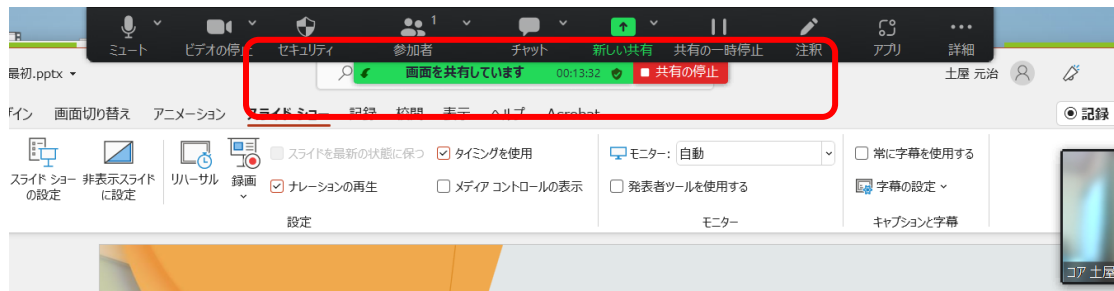 1
ミュート ビデオの停止 セキュリティ 参加者 チャット 新しい共有 共有の一時停止 注釈 アプリ 詳細
最初.pptx
画面を共有しています 00:13:32 共有の停止
土屋 元治
画面切り替え アニメーション スライド ショー 記録 校閲 表示 ヘルプ Acrobat
記録
スライドを最新の状態に保つ タイミングを使用
モニター: 自動
常に字幕を使用する
スライド ショー の設定
非表示スライド に設定
リハーサル
録画
ナレーションの再生 メディア コントロールの表示
発表者ツールを使用する
字幕の設定
設定
モニター
キャプションと字幕
コア 土屋